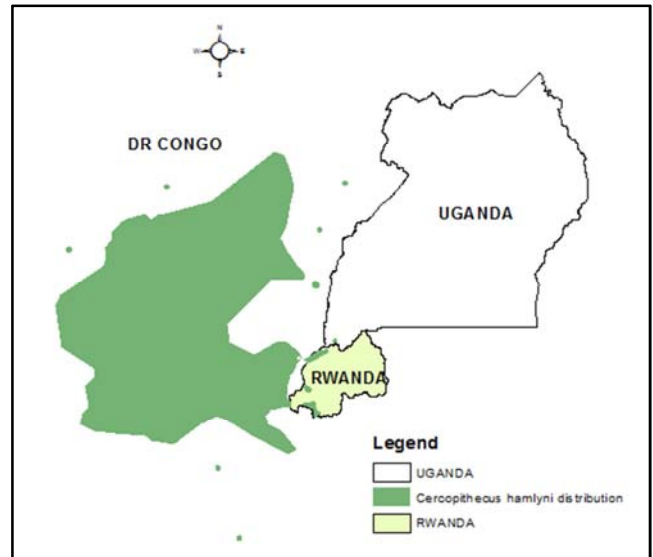 N
W E
S
DR CONGO
UGANDA
RWANDA
Legend
UGANDA
Cercopithecus hamlyni distribution
RWANDA